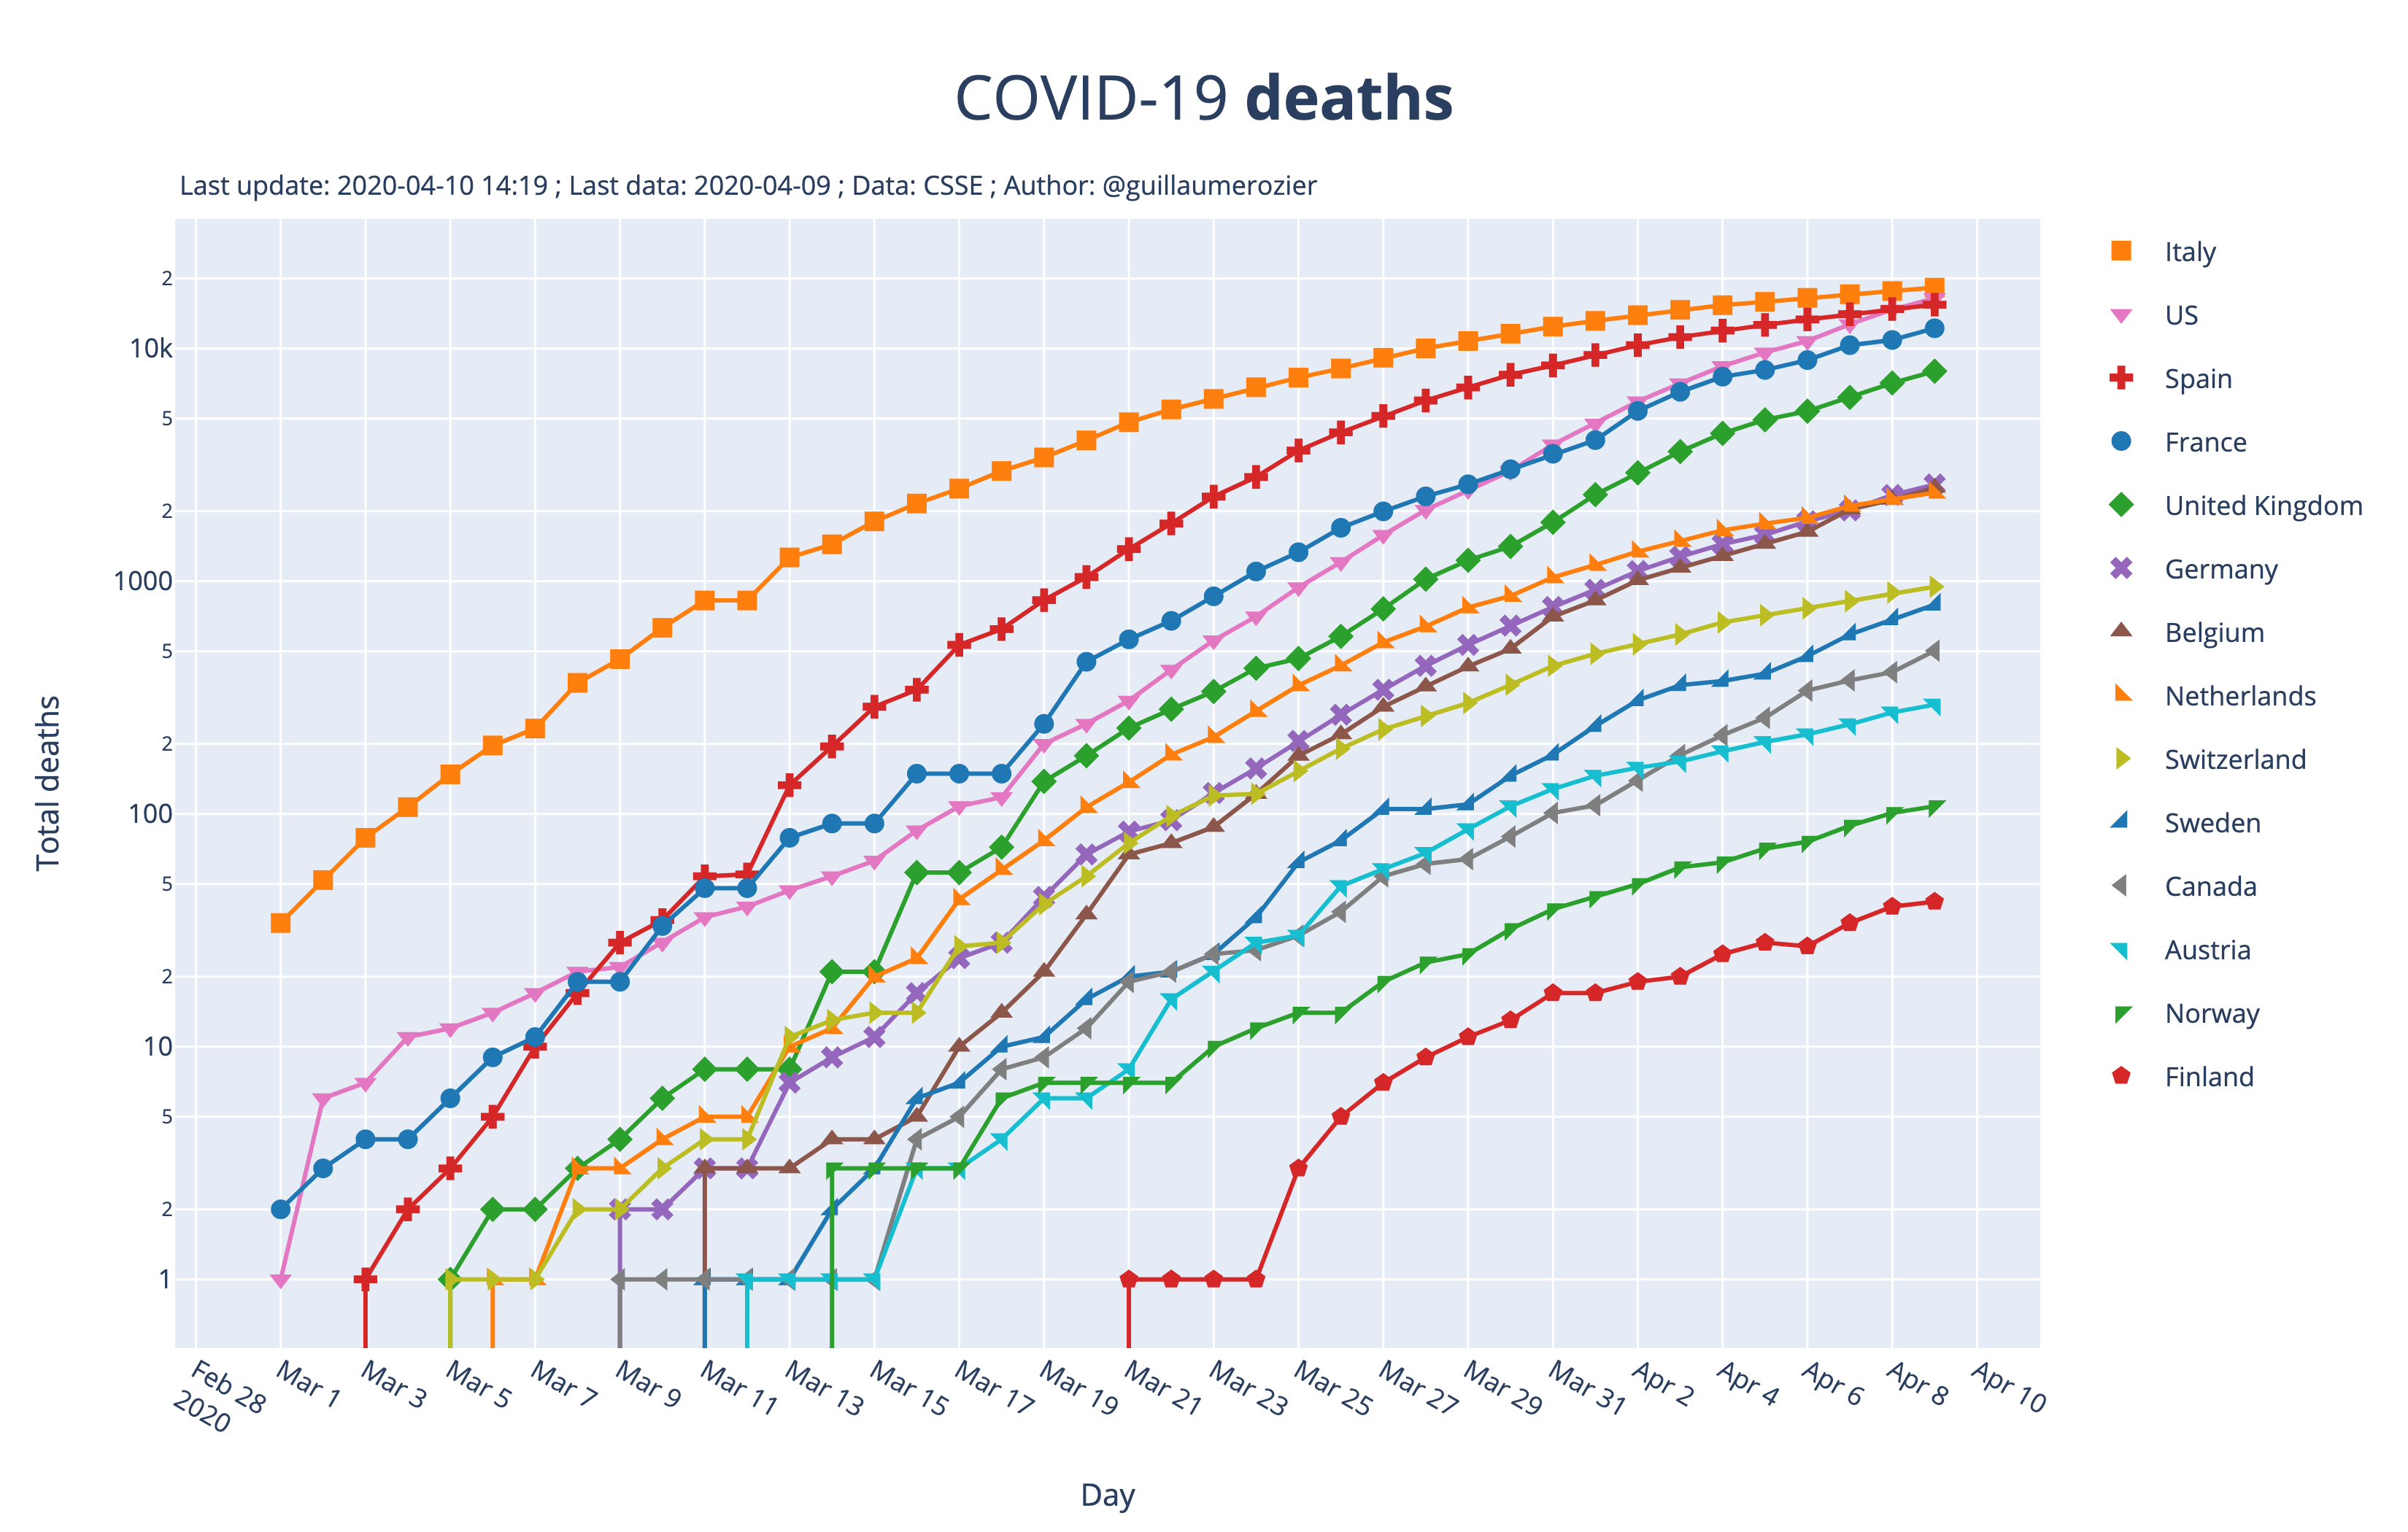 COVID-19 deaths
Last update: 2020-04-10 14:19 ; Last data: 2020-04-09 ; Data: CSSE ; Author: @guillaumerozier
Total deaths
2
10k
5
2
1000
5
2
100
5
2
10
5
2
1
Feb 28
2020
Mar 1
Mar 3
Mar 5
Mar 7
Mar 9
Mar 11
Mar 13
Mar 15
Mar 17
Mar 19
Mar 21
Mar 23
Mar 25
Mar 27
Mar 29
Mar 31
Apr 2
Apr 4
Apr 6
Apr 8
Apr 10
Day
Italy
US
Spain
France
United Kingdom
Germany
Belgium
Netherlands
Switzerland
Sweden
Canada
Austria
Norway
Finland